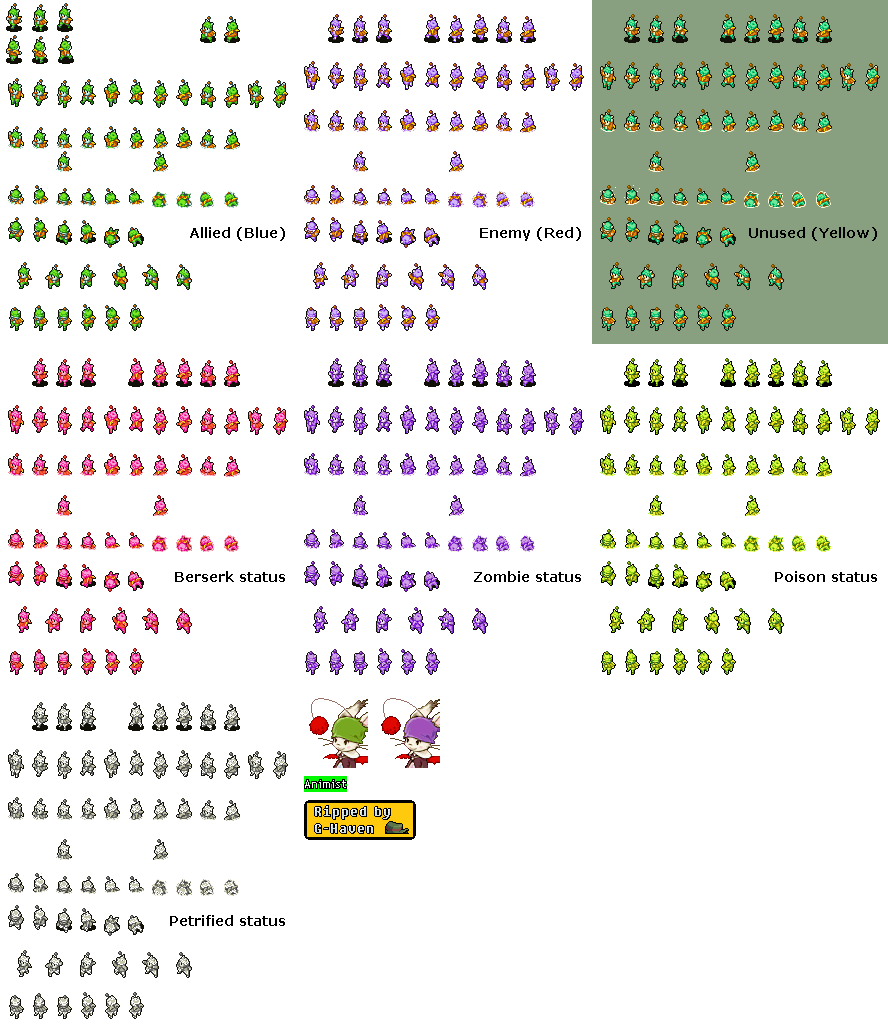 Allied (Blue)
Enemy (Red)
Unused (Yellow)
Berserk status
Zombie status
Poison status
Petrified status
Animist
Ripped by
G-Haven